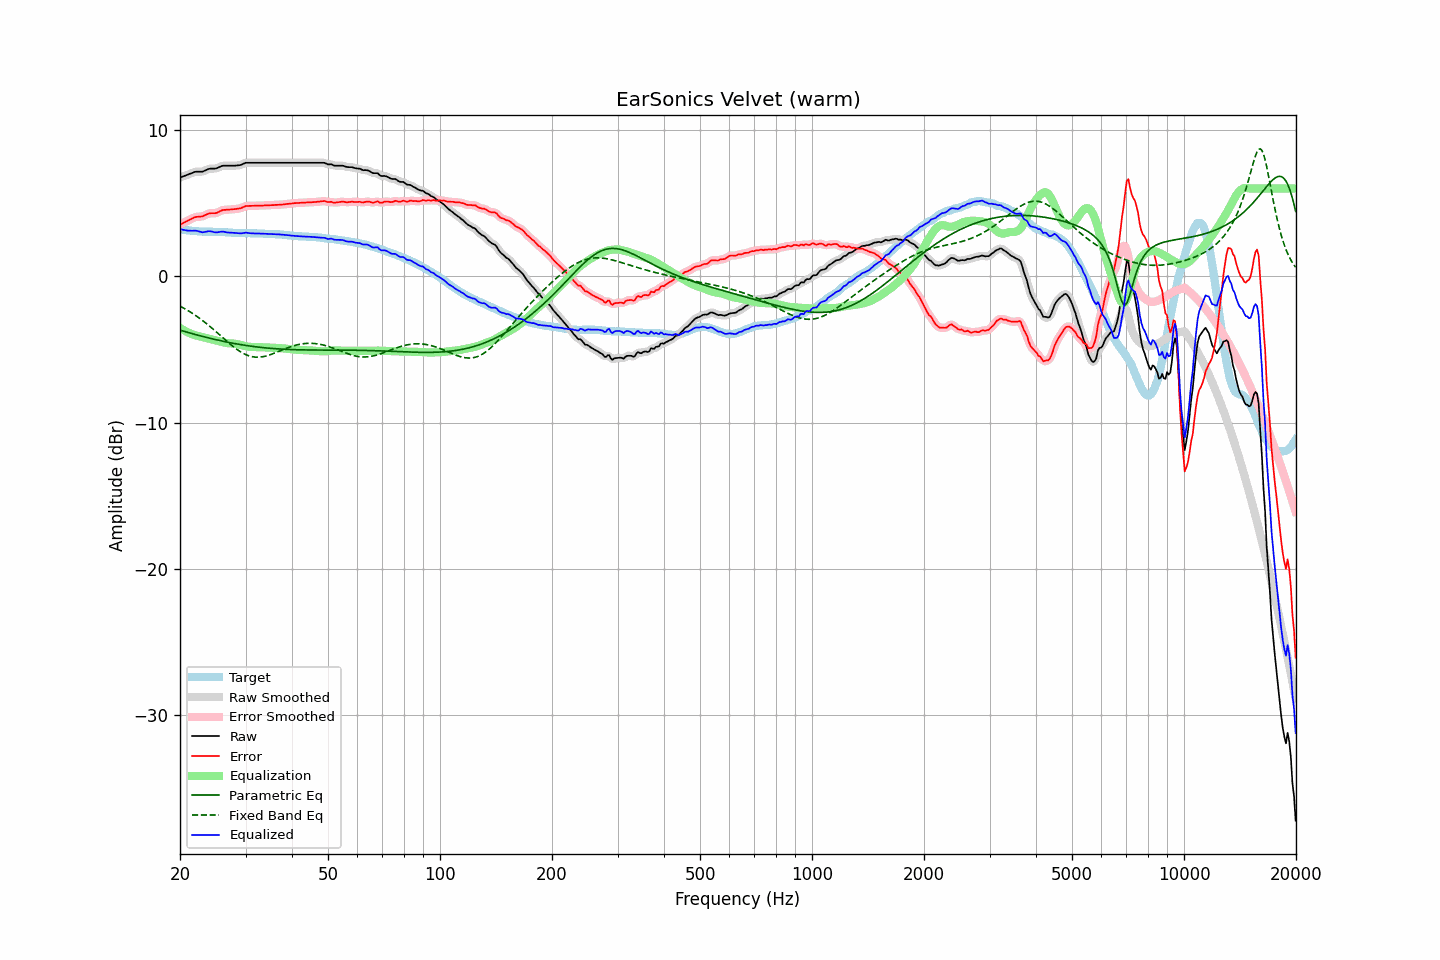 EarSonics Velvet (warm)
10
0
−10
−20
−30
Amplitude (dBr)
Target
Raw Smoothed
Error Smoothed
Raw
Error
Equalization
Parametric Eq
Fixed Band Eq
Equalized
20 50 100 200 500 1000 2000 5000 10000 20000
Frequency (Hz)